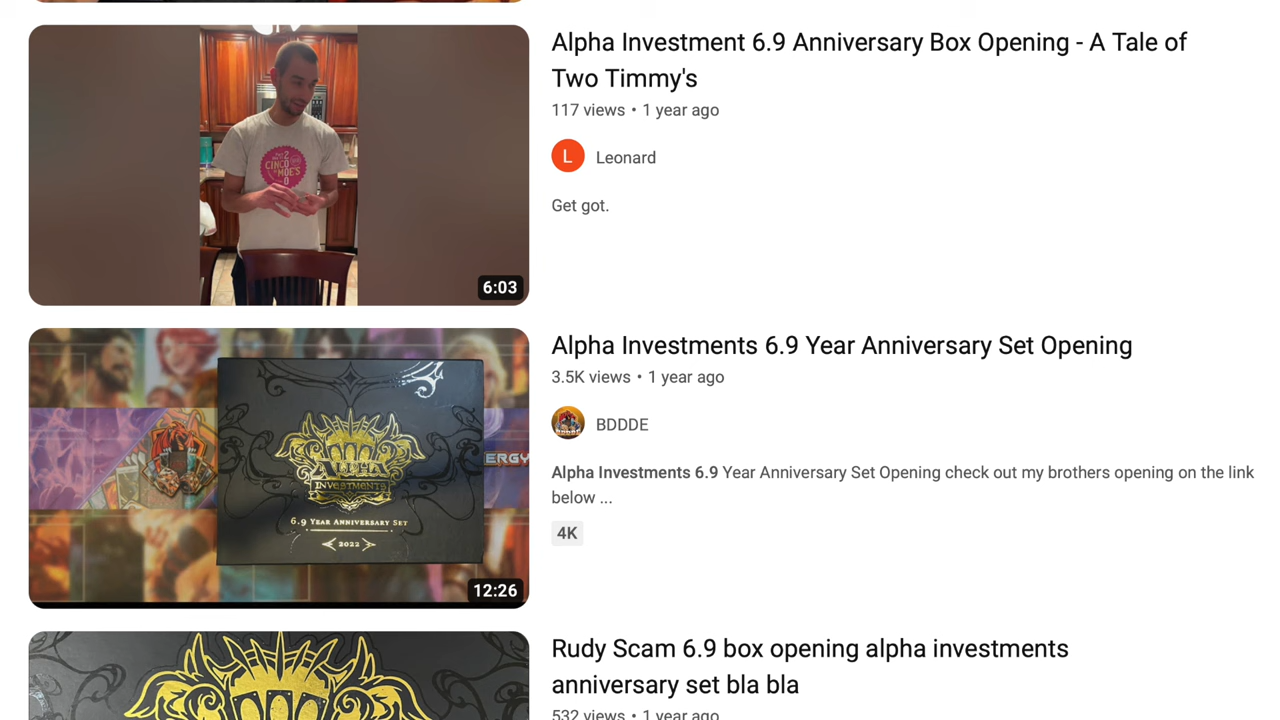 Alpha Investment 6.9 Anniversary Box Opening - A Tale of
Two Timmy's
117 views • 1 year ago
L
Leonard
Get got.
CINCO
MOE'S
6:03
Alpha Investments 6.9 Year Anniversary Set Opening
3.5K views • 1 year ago
BDDDE
Alpha Investments 6.9 Year Anniversary Set Opening check out my brothers opening on the link
below ...
4K
ALPHA
INVESTMENTS
6.9 YEAR ANNIVERSARY SET
2022
ERGY
12:26
Rudy Scam 6.9 box opening alpha investments
anniversary set bla bla
532 views • 1 year ago